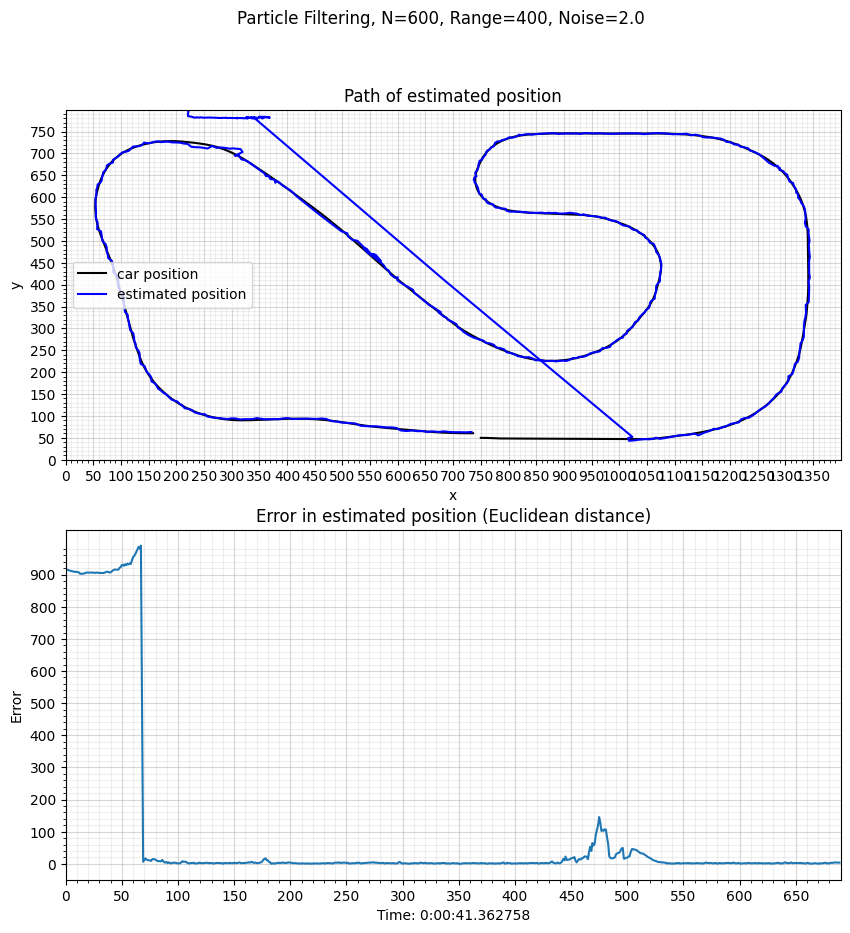 Particle Filtering, N=600, Range=400, Noise=2.0
Path of estimated position
750
700
650
600
550
500
450
400
350
300
250
200
150
100
50
0
y
car position
estimated position
0 50 100 150 200 250 300 350 400 450 500 550 600 650 700 750 800 850 900 950 1000 1050 1100 1150 1200 1250 1300 1350
x
Error in estimated position (Euclidean distance)
900
800
700
600
500
400
300
200
100
0
Error
0 50 100 150 200 250 300 350 400 450 500 550 600 650
Time: 0:00:41.362758